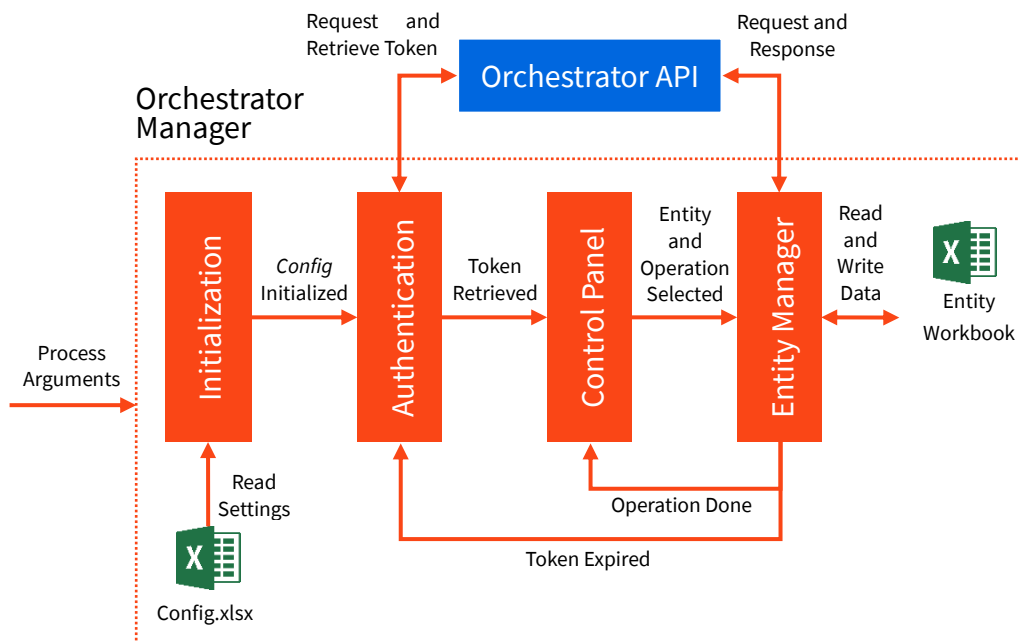 Request and
Retrieve Token
Request and
Response
Orchestrator API
Orchestrator
Manager
Initialization
Config
Initialized
Authentication
Token
Retrieved
Control Panel
Entity
and
Operation
Selected
Entity Manager
Read
and
Write
Data
X
Entity
Workbook
Process
Arguments
Read
Settings
Operation Done
Token Expired
X
Config.xlsx